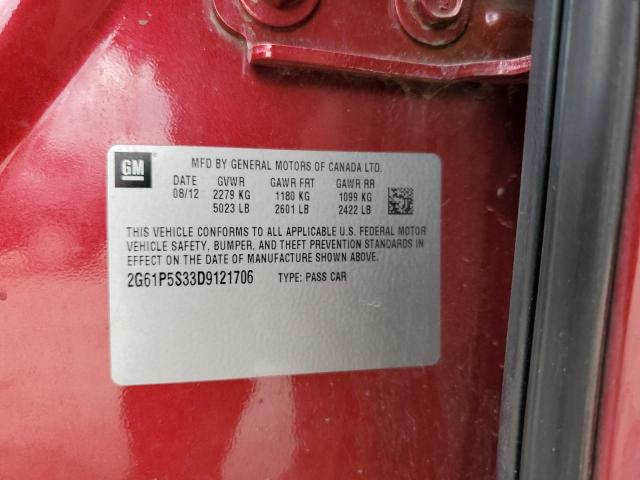 GM
MFD BY GENERAL MOTORS OF CANADA LTD.
DATE GVWR GAWR FRT GAWR RR
08/12 2279 KG 1180 KG 1099 KG
5023 LB 2601 LB 2422 LB
THIS VEHICLE CONFORMS TO ALL APPLICABLE U.S. FEDERAL MOTOR
VEHICLE SAFETY, BUMPER, AND THEFT PREVENTION STANDARDS IN
EFFECT ON THE DATE OF MANUFACTURE SHOWN ABOVE.
2G61P5S33D9121706 TYPE: PASS CAR